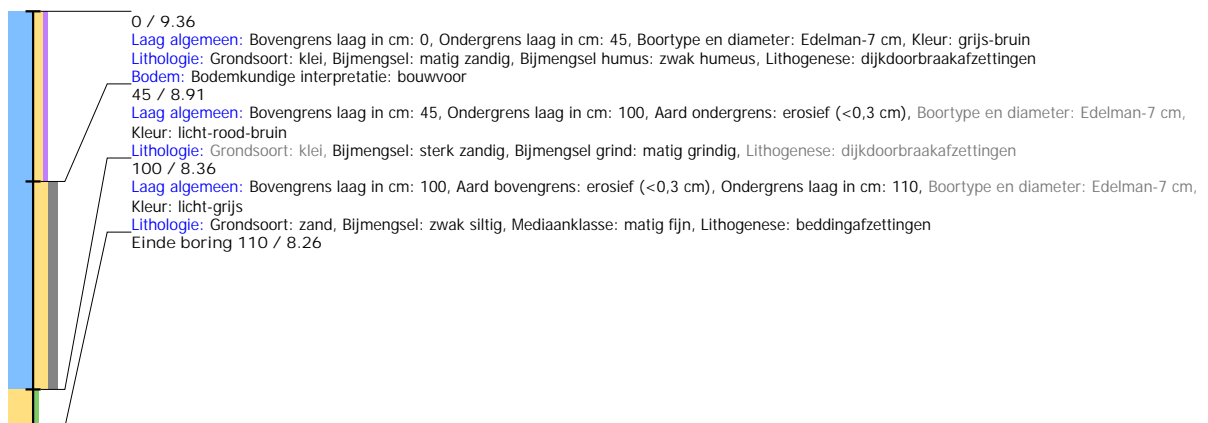 0 / 9.36
Laag algemeen: Bovengrens laag in cm: 0, Ondergrens laag in cm: 45, Boortype en diameter: Edelman-7 cm, Kleur: grijs-bruin
Lithologie: Grondsoort: klei, Bijmengsel: matig zandig, Bijmengsel humus: zwak humeus, Lithogenese: dijkdoorbraakafzettingen
Bodem: Bodemkundige interpretatie: bouwvoor
45 / 8.91
Laag algemeen: Bovengrens laag in cm: 45, Ondergrens laag in cm: 100, Aard ondergrens: erosief (<0,3 cm), Boortype en diameter: Edelman-7 cm,
Kleur: licht-rood-bruin
Lithologie: Grondsoort: klei, Bijmengsel: sterk zandig, Bijmengsel grind: matig grindig, Lithogenese: dijkdoorbraakafzettingen
100 / 8.36
Laag algemeen: Bovengrens laag in cm: 100, Aard bovengrens: erosief (<0,3 cm), Ondergrens laag in cm: 110, Boortype en diameter: Edelman-7 cm,
Kleur: licht-grijs
Lithologie: Grondsoort: zand, Bijmengsel: zwak siltig, Mediaanklasse: matig fijn, Lithogenese: beddingafzettingen
Einde boring 110 / 8.26